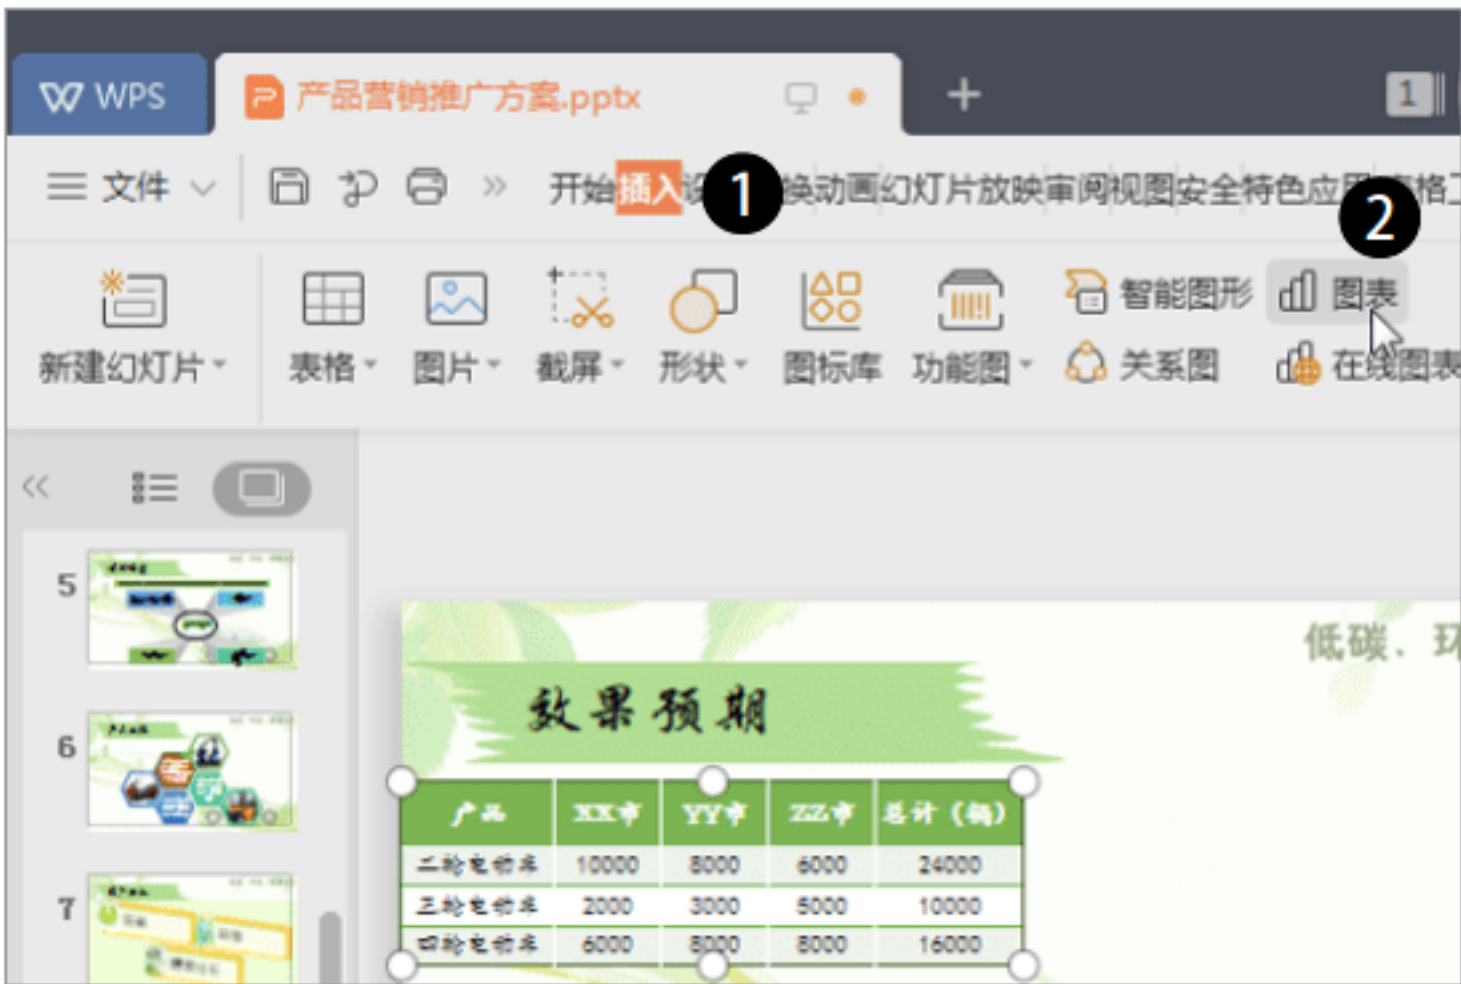 WPS 产品营销推广方案.pptx + 1
文件 开始 插入 设 1 换 动画 幻灯片放映 审阅 视图 安全 特色应用 2 表格工
新建幻灯片 表格 图片 截屏 形状 图标库 功能图 智能图形 图表
关系图 在线图表
5
6
7
低碳、环
效果预期
产品 XX市 YY市 ZZ市 总计（辆）
二轮电动车 10000 8000 6000 24000
三轮电动车 2000 3000 5000 10000
四轮电动车 6000 8000 8000 16000